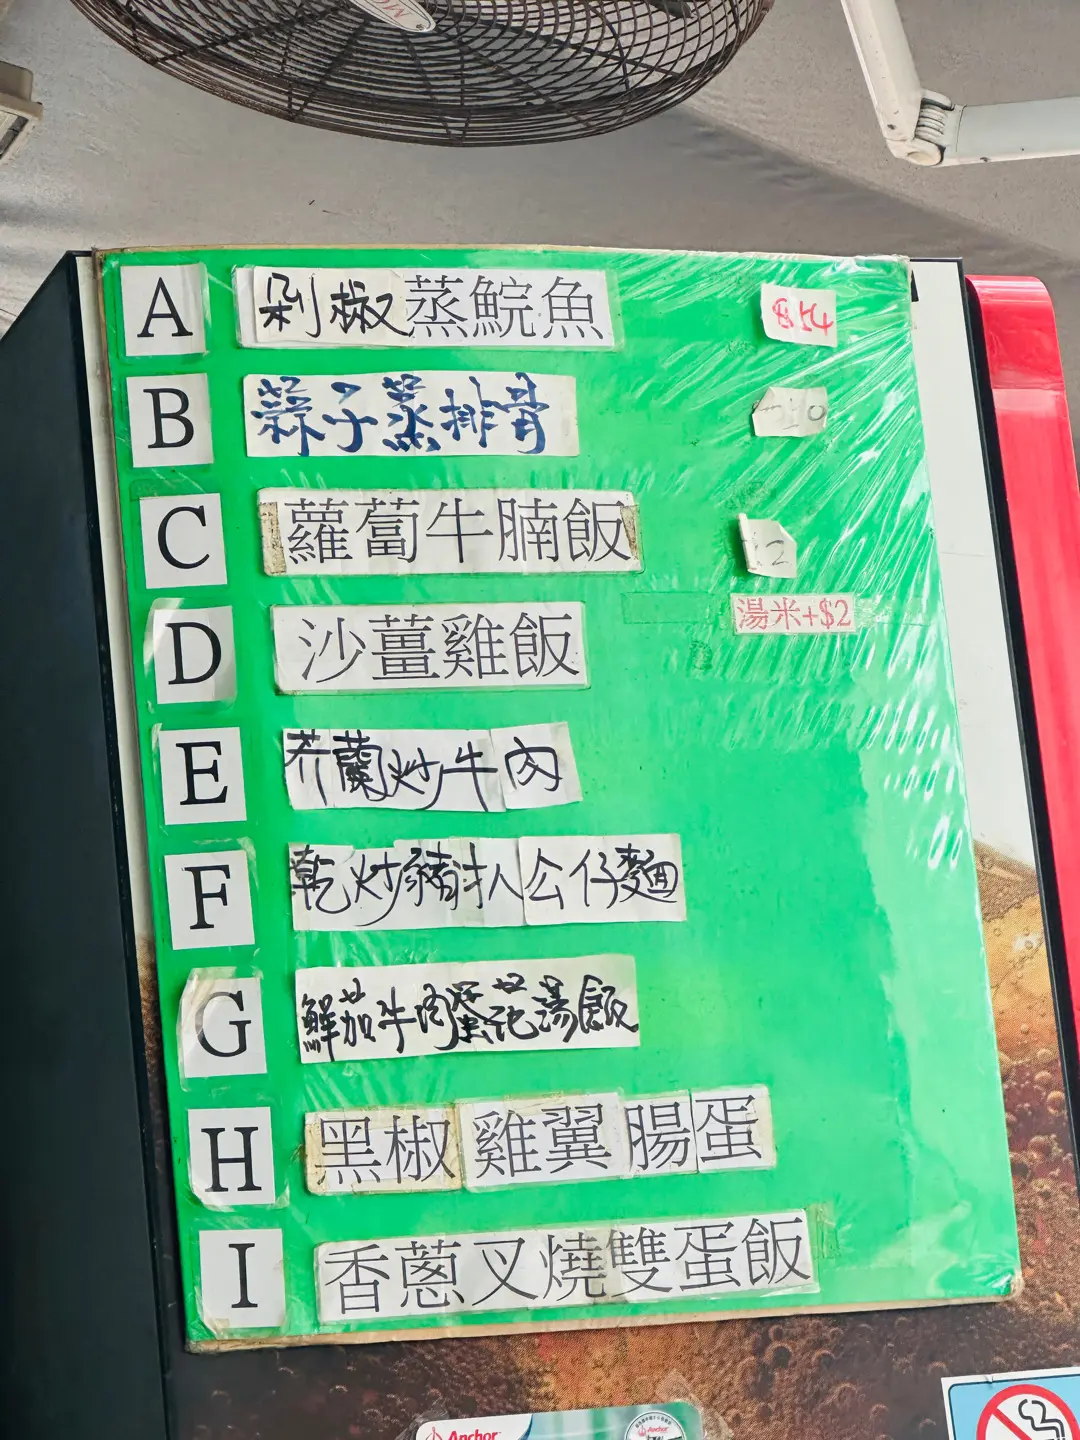 A 剁椒蒸鯇魚 $54
B 蒜子蒸排骨
C 蘿蔔牛腩飯
湯米+$2
D 沙薑雞飯
E 芥蘭炒牛肉
F 乾炒豬扒公仔麵
G 鮮茄牛肉蛋花湯飯
H 黑椒雞翼腸蛋
I 香蔥叉燒雙蛋飯
Anchor
Anchor